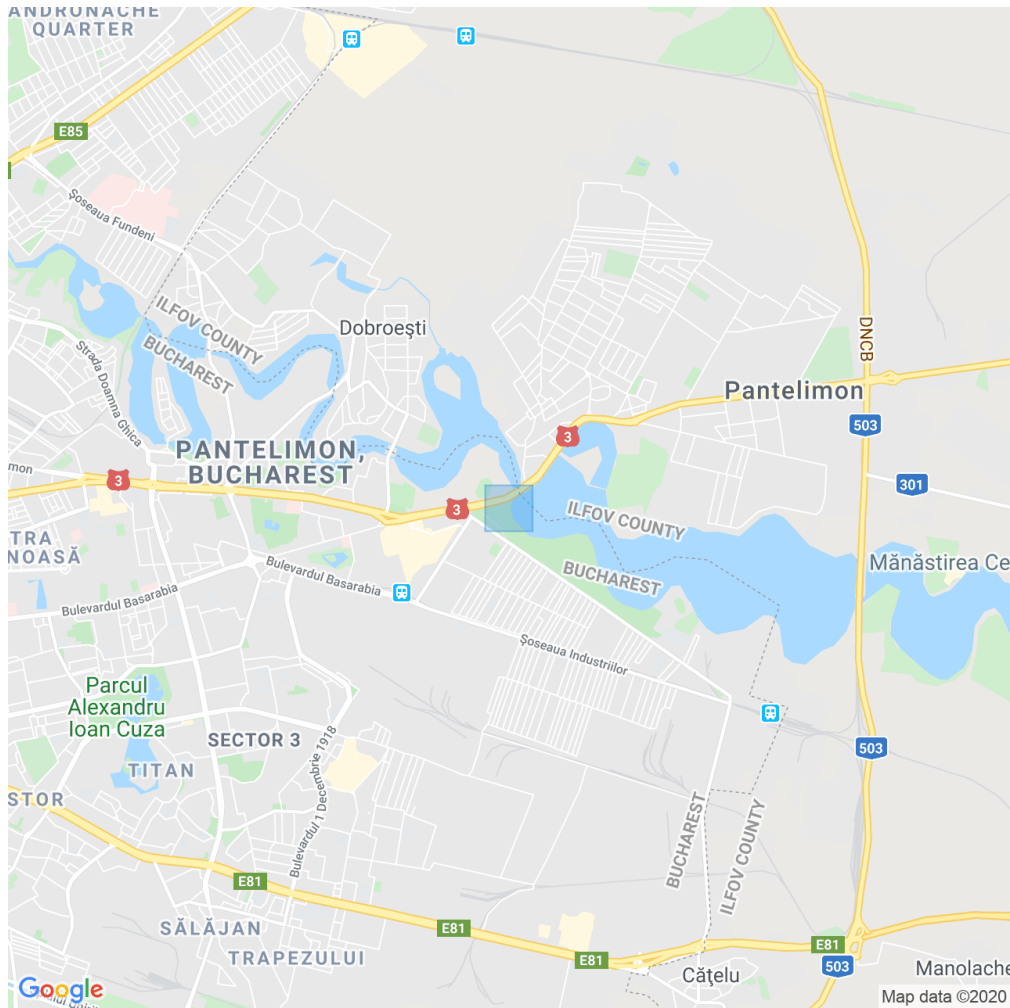 ANDRONACHE
QUARTER
E85
Şoseaua Fundeni
ILFOV COUNTY
BUCHAREST
Dobroeşti
DNCB
Strada Doamna Ghica
Pantelimon
503
3
PANTELIMON,
BUCHAREST
3
301
3
ILFOV COUNTY
BUCHAREST
Mănăstirea Ce
TRA
NOASĂ
Bulevardul Basarabia
Bulevardul Basarabia
Şoseaua Industriilor
Parcul
Alexandru
Ioan Cuza
SECTOR 3
TITAN
503
STOR
Bulevardul 1 Decembrie 1918
BUCHAREST
ILFOV COUNTY
E81
SĂLĂJAN
E81
TRAPEZULUI
E81
E81
503
Căţelu
Manolache
Google
Map data ©2020